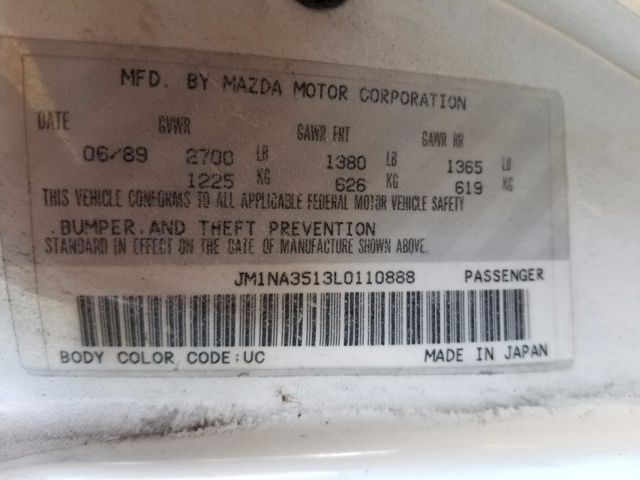 MFD. BY MAZDA MOTOR CORPORATION
DATE GVWR GAWR FRT GAWR RR
06/89 2700 LB 1380 LB 1365 LB
1225 KG 626 KG 619 KG
THIS VEHICLE CONFORMS TO ALL APPLICABLE FEDERAL MOTOR VEHICLE SAFETY
.BUMPER.AND THEFT PREVENTION
STANDARD IN EFFECT ON THE DATE OF MANUFACTURE SHOWN ABOVE.
JM1NA3513L0110888 PASSENGER
BODY COLOR CODE:UC MADE IN JAPAN